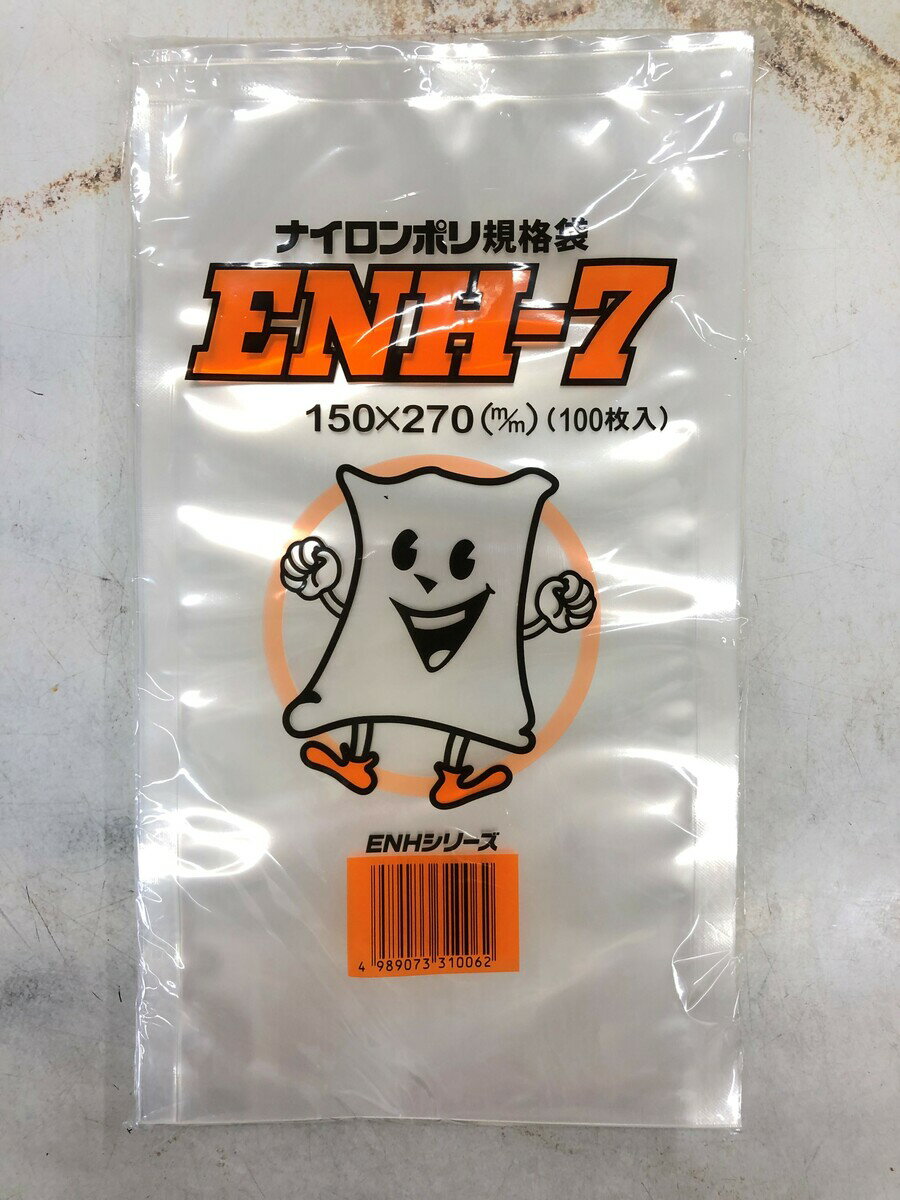 ナイロンポリ規格袋
ENH-7
150×270(m/m)(100枚入)
ENHシリーズ
4 989073 310062